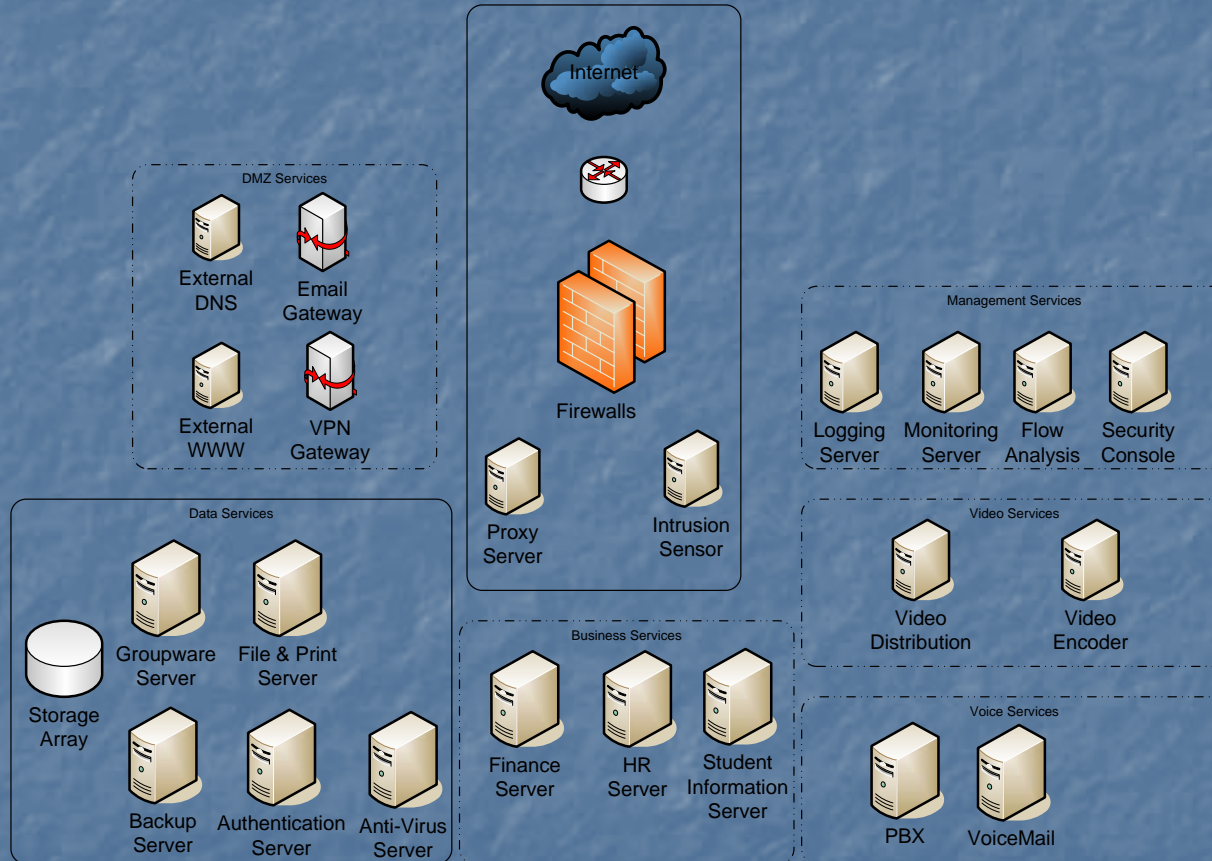 Internet
Firewalls
Proxy
Server
Intrusion
Sensor
DMZ Services
External
DNS
Email
Gateway
External
WWW
VPN
Gateway
Management Services
Logging
Server
Monitoring
Server
Flow
Analysis
Security
Console
Data Services
Groupware
Server
File & Print
Server
Storage
Array
Backup
Server
Authentication
Server
Anti-Virus
Server
Business Services
Finance
Server
HR
Server
Student
Information
Server
Video Services
Video
Distribution
Video
Encoder
Voice Services
PBX
VoiceMail